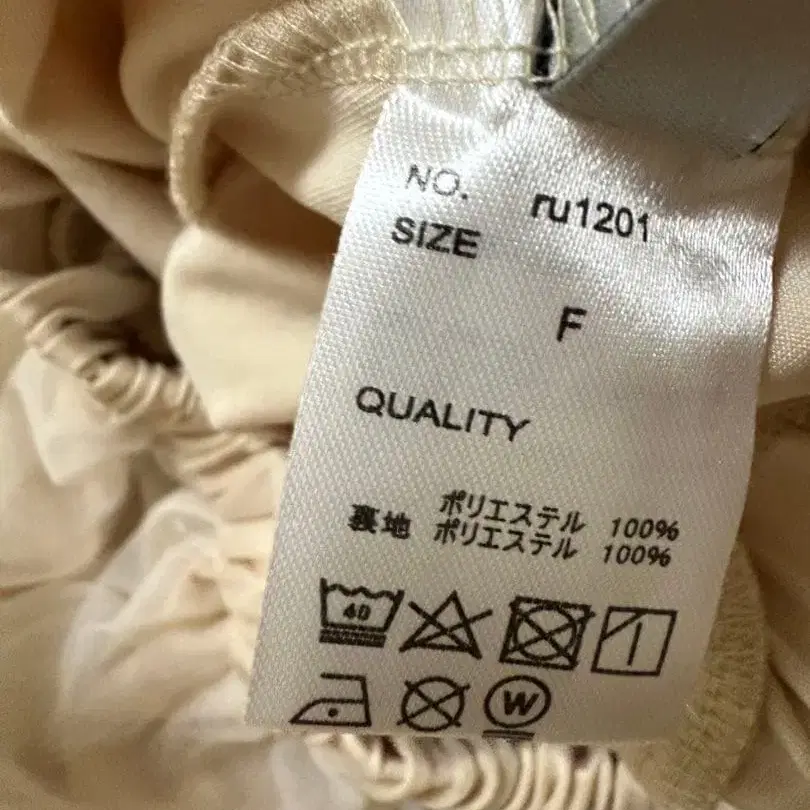 NO. ru1201
SIZE
F
QUALITY
ポリエステル 100%
裏地 ポリエステル 100%
40
W